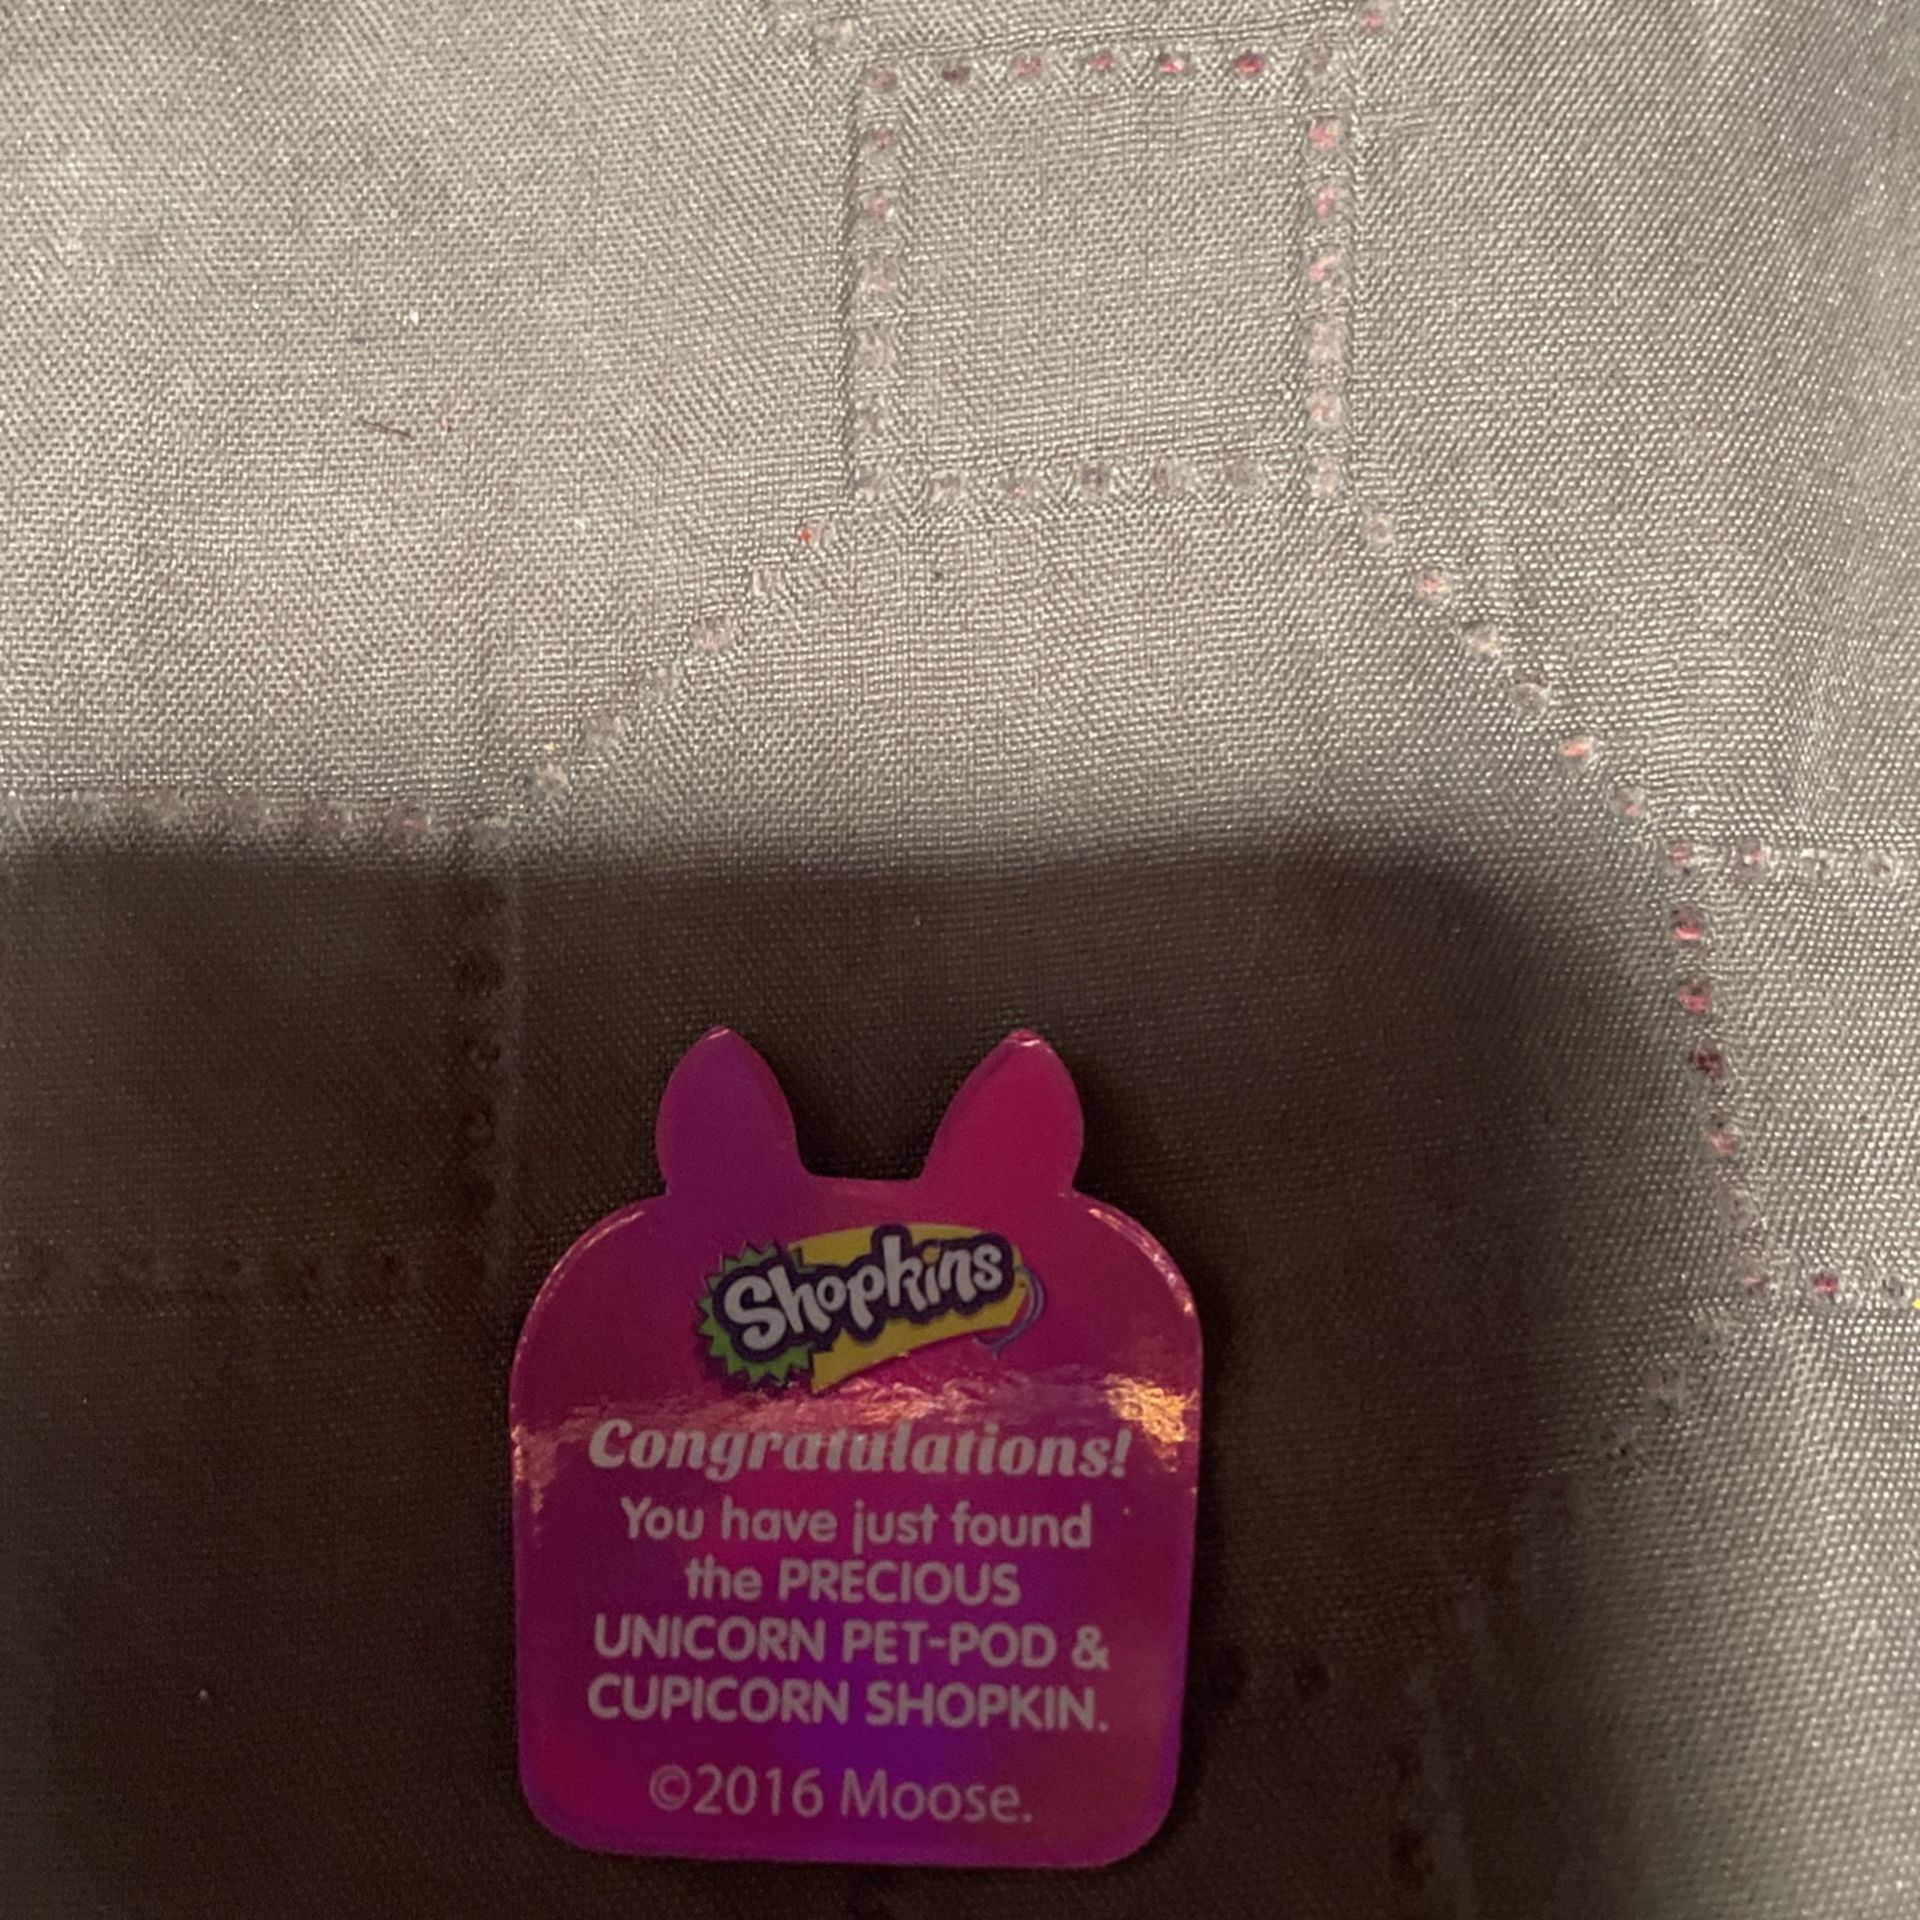 Shopkins
Congratulations!
You have just found
the PRECIOUS
UNICORN PET-POD &
CUPICORN SHOPKIN.
©2016 Moose.